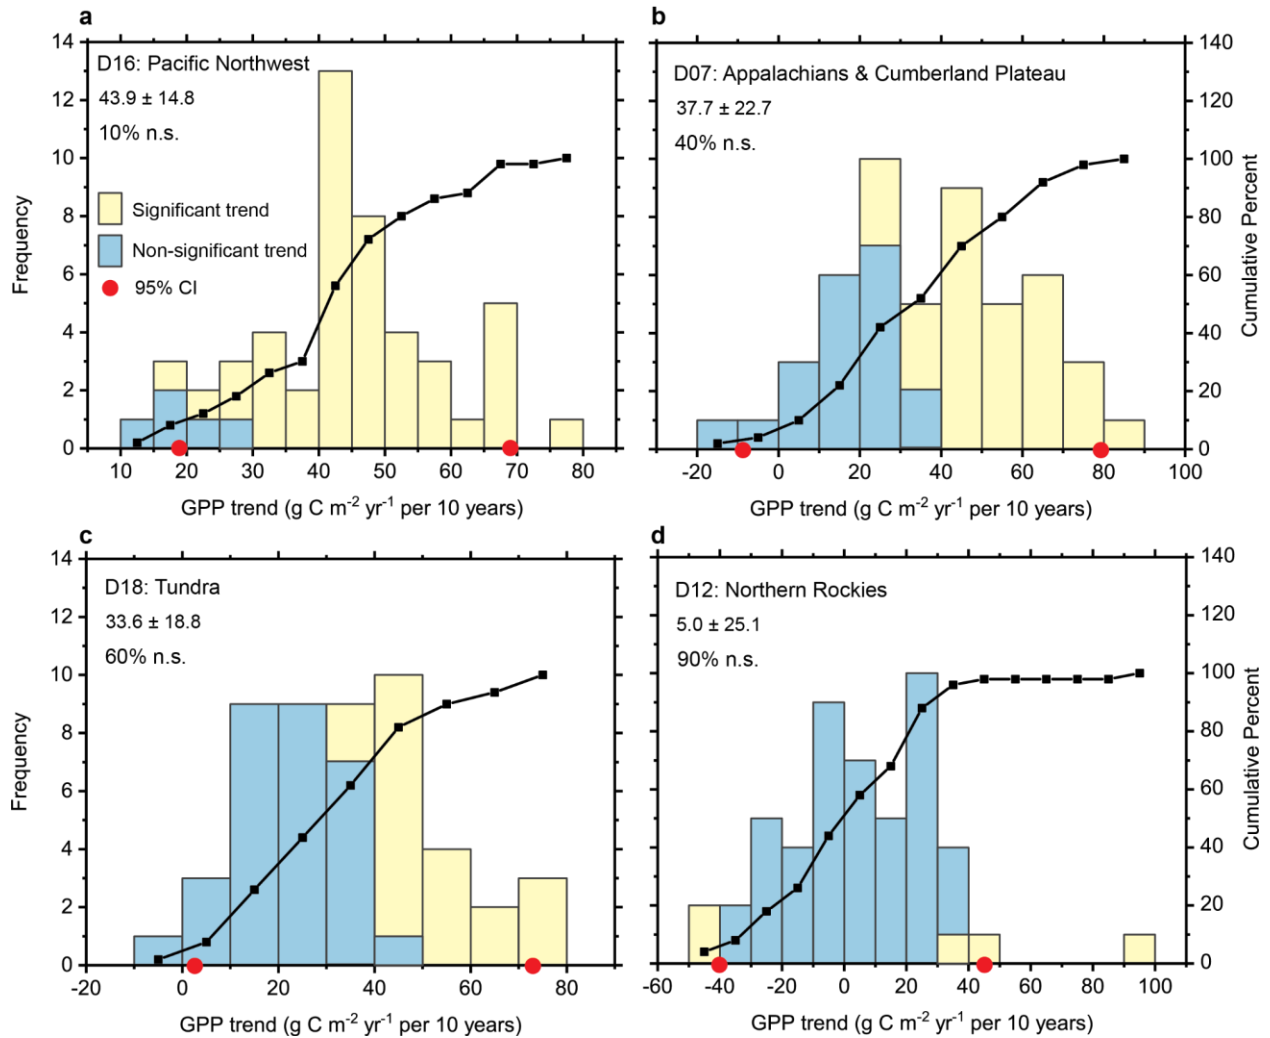 a
14
12
10
8
6
4
2
0
Frequency
D16: Pacific Northwest
43.9 ± 14.8
10% n.s.
Significant trend
Non-significant trend
95% CI
10 20 30 40 50 60 70 80
GPP trend (g C m⁻² yr⁻¹ per 10 years)
b
D07: Appalachians & Cumberland Plateau
37.7 ± 22.7
40% n.s.
140
120
100
80
60
40
20
0
Cumulative Percent
-20 0 20 40 60 80 100
GPP trend (g C m⁻² yr⁻¹ per 10 years)
c
14
12
10
8
6
4
2
0
Frequency
D18: Tundra
33.6 ± 18.8
60% n.s.
-20 0 20 40 60 80
GPP trend (g C m⁻² yr⁻¹ per 10 years)
d
D12: Northern Rockies
5.0 ± 25.1
90% n.s.
140
120
100
80
60
40
20
0
Cumulative Percent
-60 -40 -20 0 20 40 60 80 100
GPP trend (g C m⁻² yr⁻¹ per 10 years)